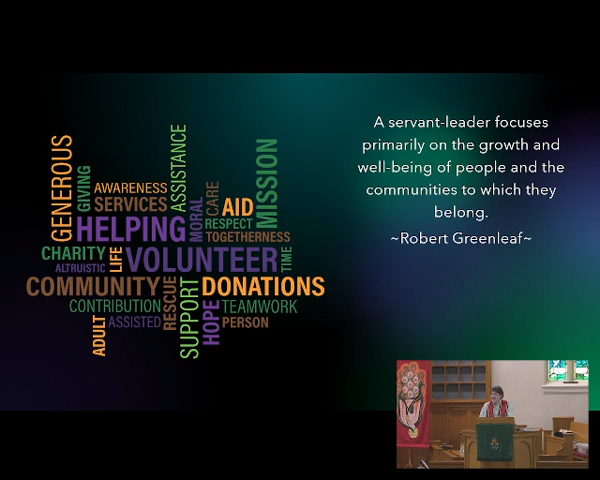 GENEROUS
GIVING
AWARENESS
SERVICES
ASSISTANCE
MORAL
CARE
AID
MISSION
HELPING
RESPECT
TOGETHERNESS
CHARITY
ALTRUISTIC
LIFE
VOLUNTEER
TIME
COMMUNITY
RESCUE
SUPPORT
DONATIONS
CONTRIBUTION
HOPE
TEAMWORK
ADULT
ASSISTED
PERSON
A servant-leader focuses
primarily on the growth and
well-being of people and the
communities to which they
belong.
~Robert Greenleaf~